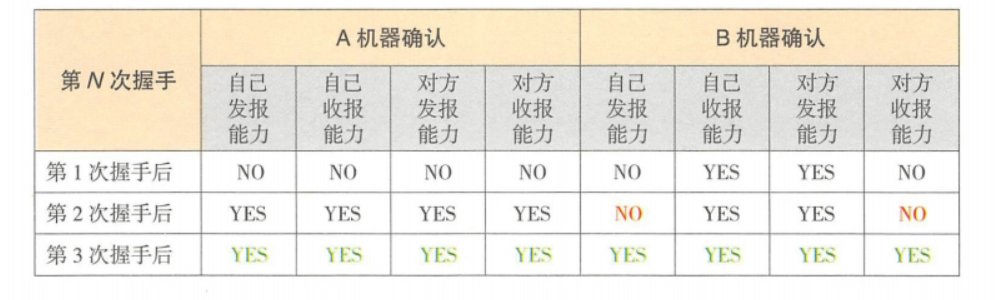 第 N 次握手 A 机器确认 B 机器确认
自己发报能力 自己收报能力 对方发报能力 对方收报能力 自己发报能力 自己收报能力 对方发报能力 对方收报能力
第 1 次握手后 NO NO NO NO NO YES YES NO
第 2 次握手后 YES YES YES YES NO YES YES NO
第 3 次握手后 YES YES YES YES YES YES YES YES